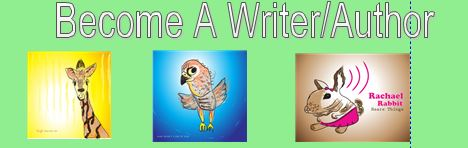 Become A Writer/Author
Rachael
Rabbit
Hears Things